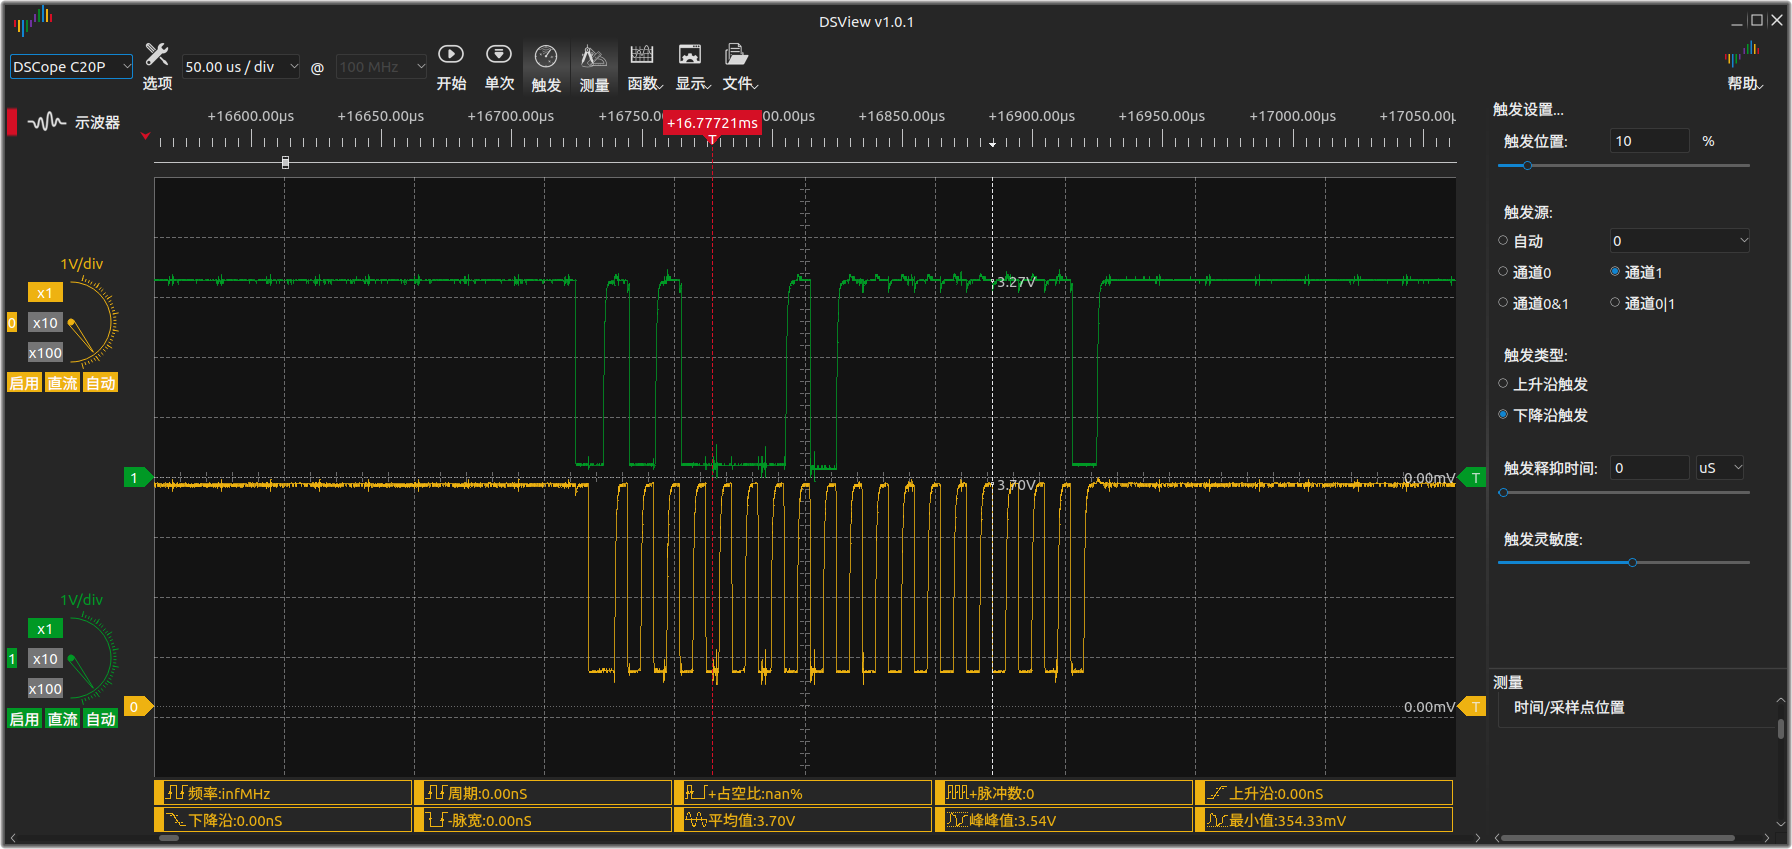 DSView v1.0.1
DSCope C20P
选项
50.00 us / div
@
100 MHz
开始
单次
触发
测量
函数
显示
文件
帮助
示波器
+16600.00µs
+16650.00µs
+16700.00µs
+16750.
+16.77721ms
00.00µs
+16850.00µs
+16900.00µs
+16950.00µs
+17000.00µs
+17050.00µ
T
1V/div
x1
0
x10
x100
启用
直流
自动
1V/div
x1
1
x10
x100
启用
直流
自动
3.27V
1
0.00mV
T
3.70V
0
0.00mV
T
频率:infMHz
周期:0.00nS
+占空比:nan%
+脉冲数:0
上升沿:0.00nS
下降沿:0.00nS
-脉宽:0.00nS
平均值:3.70V
峰峰值:3.54V
最小值:354.33mV
触发设置...
触发位置:
10
%
触发源:
自动
0
通道0
通道1
通道0&1
通道0|1
触发类型:
上升沿触发
下降沿触发
触发释抑时间:
0
uS
触发灵敏度:
测量
时间/采样点位置